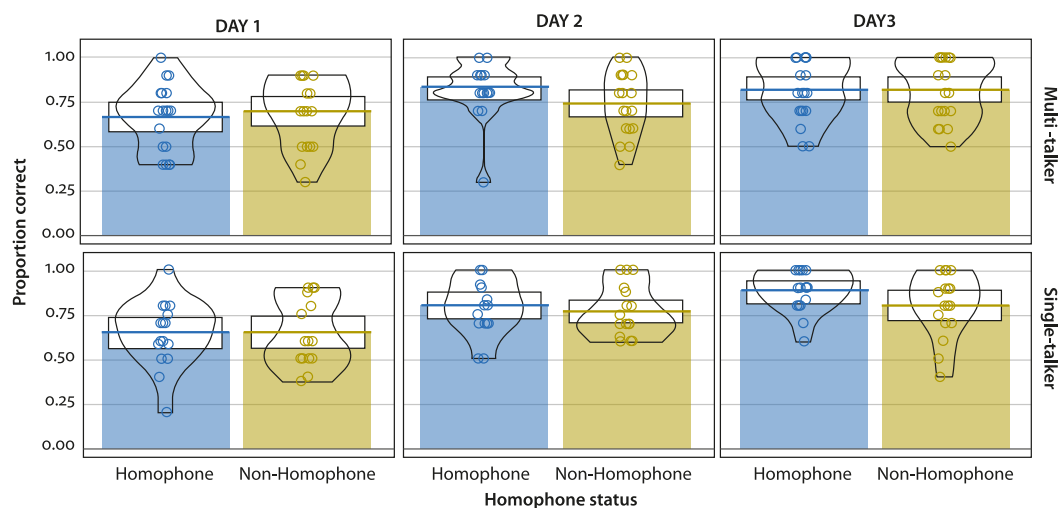 DAY 1
DAY 2
DAY3
Proportion correct
1.00
0.75
0.50
0.25
0.00
Multi-talker
1.00
0.75
0.50
0.25
0.00
Single-talker
Homophone
Non-Homophone
Homophone
Non-Homophone
Homophone
Non-Homophone
Homophone status